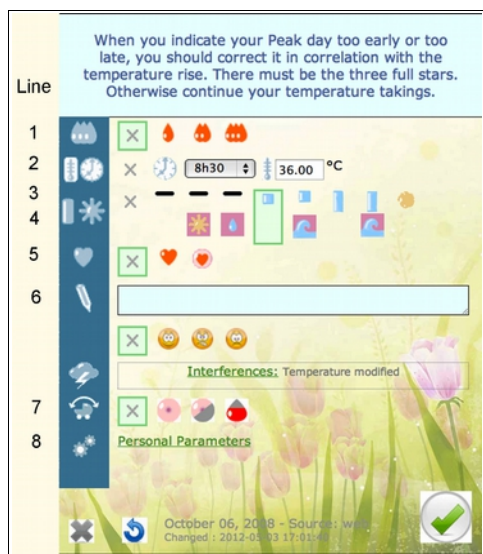 When you indicate your Peak day too early or too
late, you should correct it in correlation with the
temperature rise. There must be the three full stars.
Otherwise continue your temperature takings.
Line
1
2 8h30 36.00 °C
3
4
5
6
Interferences: Temperature modified
7
8 Personal Parameters
October 06, 2008 - Source: web
Changed : 2012-05-03 17:01:40